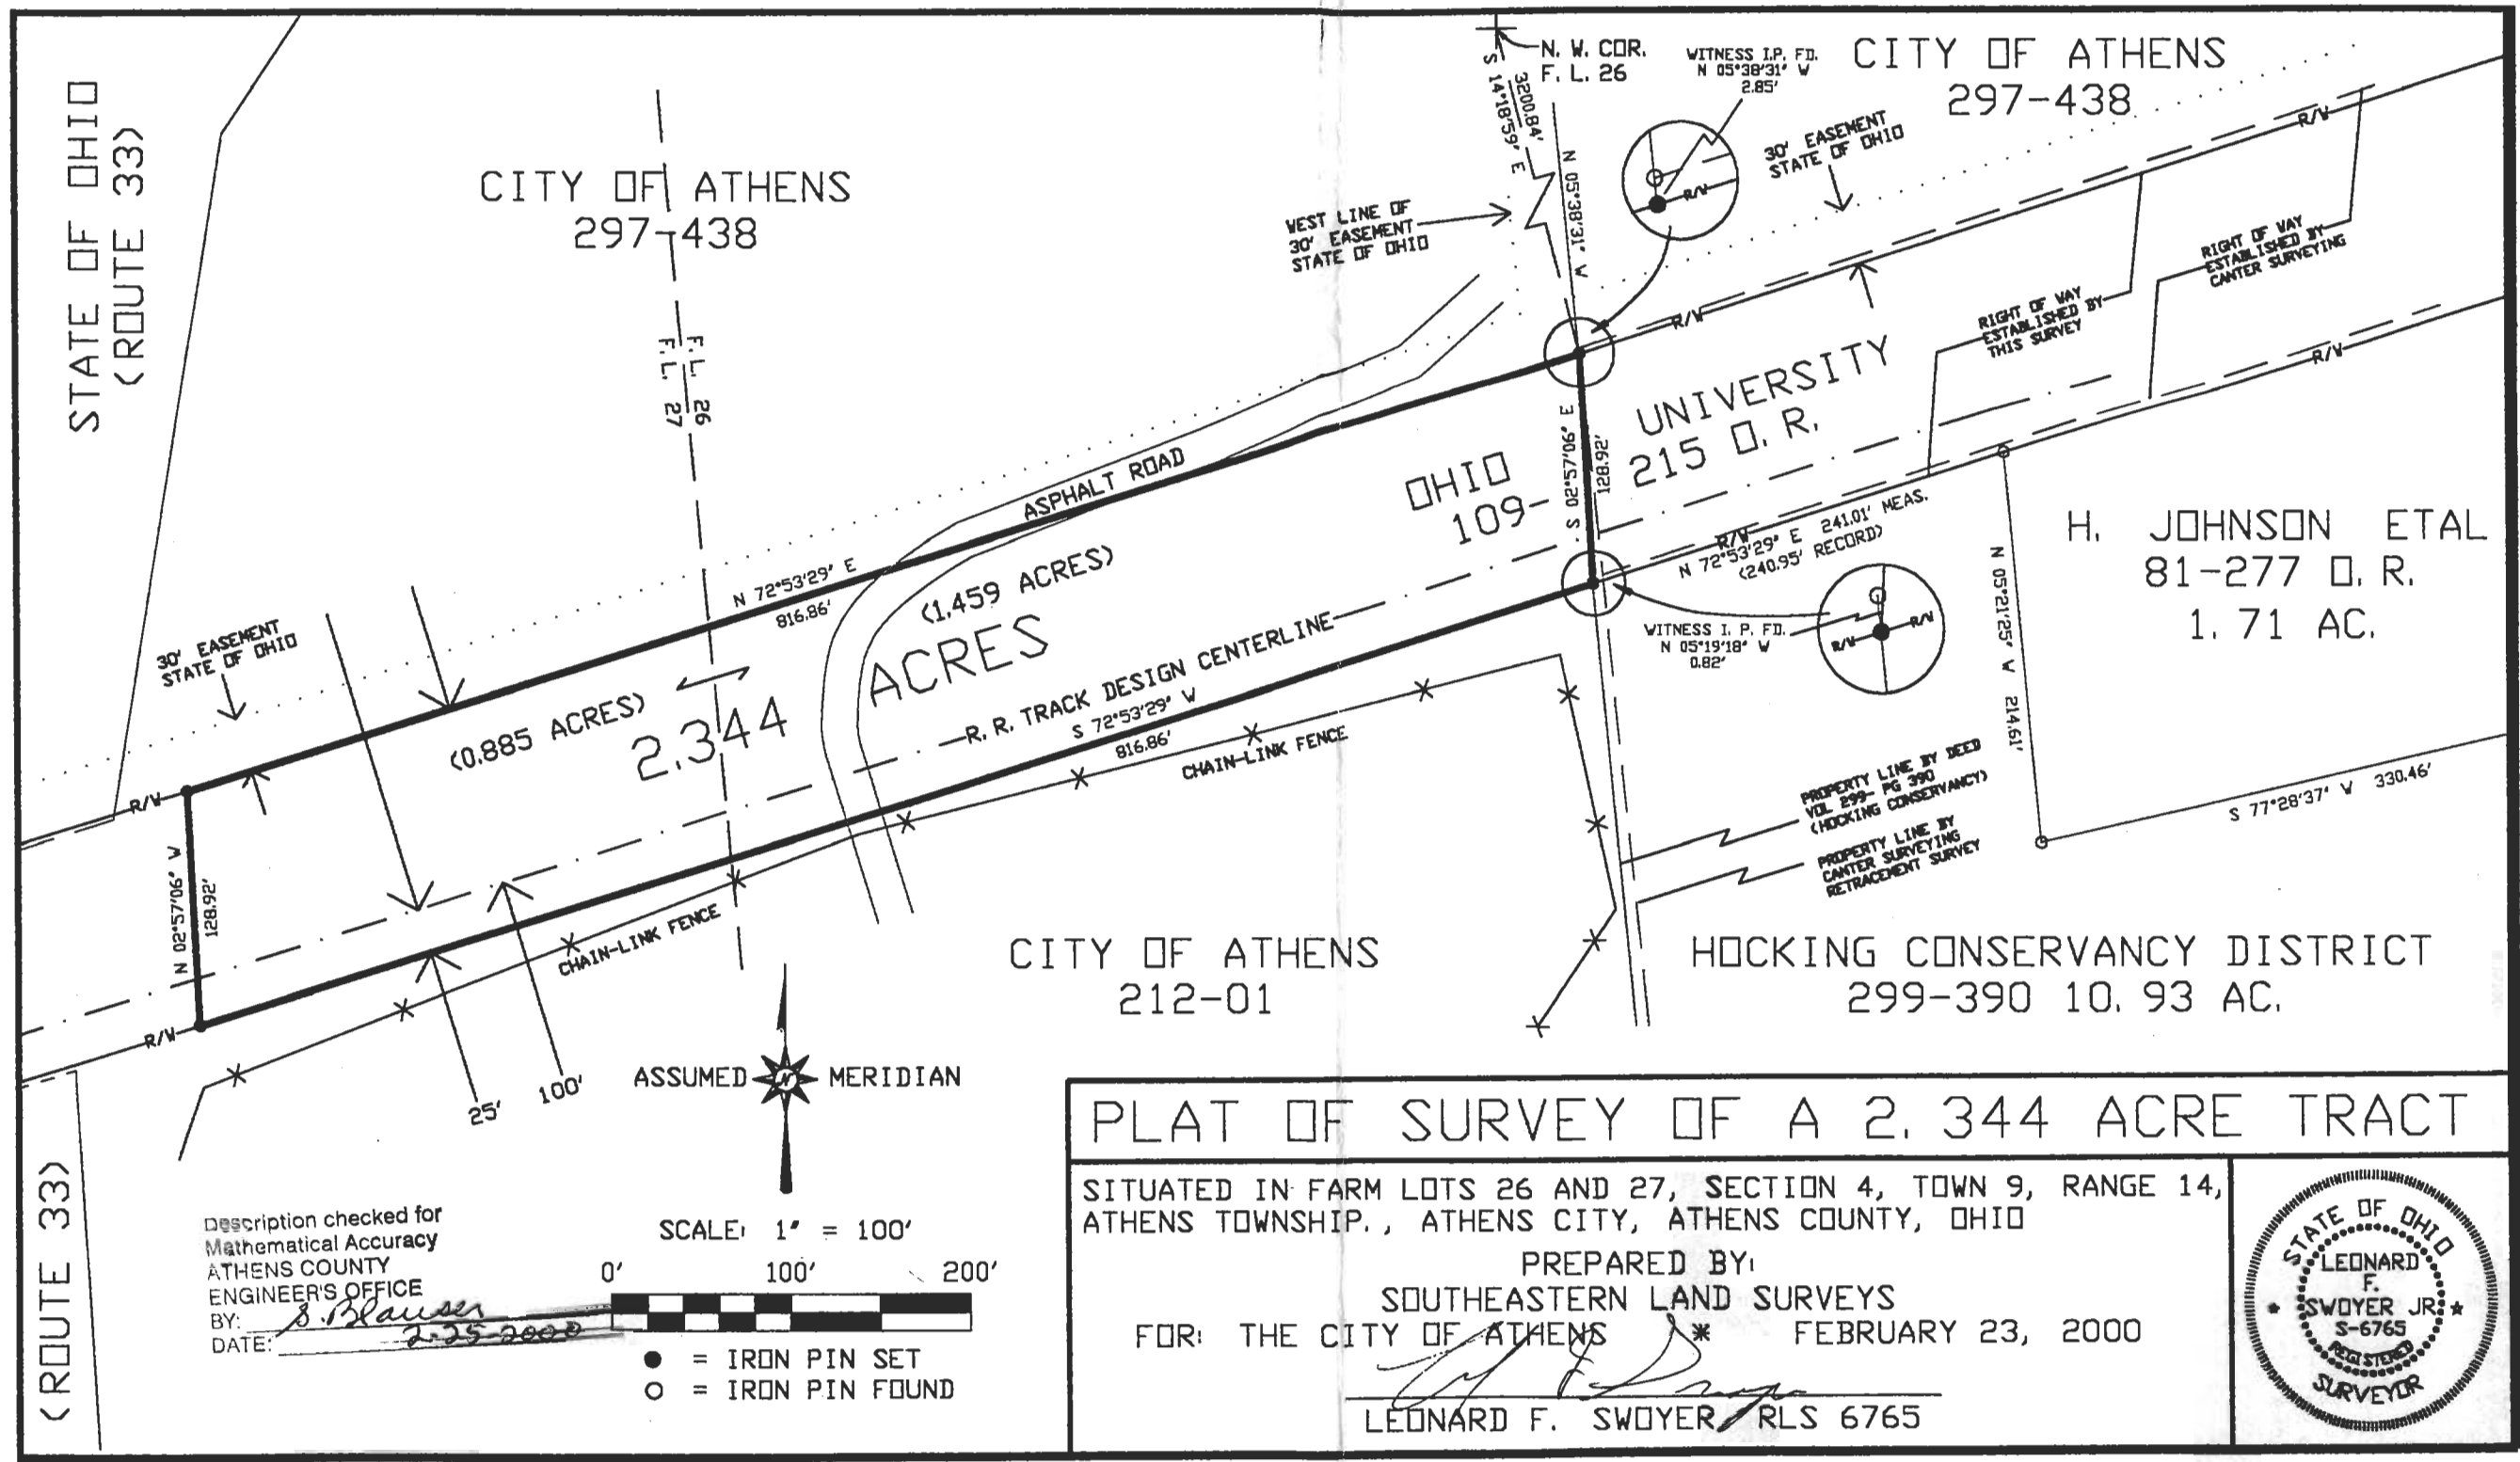 STATE OF OHIO
(ROUTE 33)
CITY OF ATHENS
297-438
F.L. 26
F.L. 27
N. W. COR.
F. L. 26
S 14°18'59" E
3200.84'
N 05°38'31" W
WITNESS I.P. FD.
N 05°38'31" W
2.85'
R/W
CITY OF ATHENS
297-438
30' EASEMENT
STATE OF OHIO
R/W
WEST LINE OF
30' EASEMENT
STATE OF OHIO
RIGHT OF WAY
ESTABLISHED BY
CANTER SURVEYING
RIGHT OF WAY
ESTABLISHED BY
THIS SURVEY
R/W
R/W
ASPHALT ROAD
N 72°53'29" E
816.86'
OHIO UNIVERSITY
109-215 O. R.
S 02°57'06" E
128.92'
R/W
N 72°53'29" E 241.01' MEAS.
(240.95' RECORD)
H. JOHNSON ETAL
81-277 O. R.
1. 71 AC.
N 05°21'25" W 214.61'
S 77°28'37" W 330.46'
WITNESS I. P. FD.
N 05°19'18" W
0.82'
R/W
R/W
30' EASEMENT
STATE OF OHIO
(0.885 ACRES)
(1.459 ACRES)
2.344 ACRES
R. R. TRACK DESIGN CENTERLINE
S 72°53'29" W
816.86'
CHAIN-LINK FENCE
CHAIN-LINK FENCE
R/W
N 02°57'06" W
128.92'
R/W
25'
100'
PROPERTY LINE BY DEED
VOL 299- PG 390
(HOCKING CONSERVANCY)
PROPERTY LINE BY
CANTER SURVEYING
RETRACEMENT SURVEY
CITY OF ATHENS
212-01
HOCKING CONSERVANCY DISTRICT
299-390 10. 93 AC.
ASSUMED N MERIDIAN
(ROUTE 33)
Description checked for
Mathematical Accuracy
ATHENS COUNTY
ENGINEER'S OFFICE
BY: S. Blauser
DATE: 2-25-2000
SCALE: 1" = 100'
0' 100' 200'
= IRON PIN SET
= IRON PIN FOUND
PLAT OF SURVEY OF A 2. 344 ACRE TRACT
SITUATED IN FARM LOTS 26 AND 27, SECTION 4, TOWN 9, RANGE 14,
ATHENS TOWNSHIP., ATHENS CITY, ATHENS COUNTY, OHIO
PREPARED BY:
SOUTHEASTERN LAND SURVEYS
FOR: THE CITY OF ATHENS * FEBRUARY 23, 2000
LEONARD F. SWOYER, RLS 6765
STATE OF OHIO
LEONARD
F.
SWOYER JR.
S-6765
REGISTERED
SURVEYOR